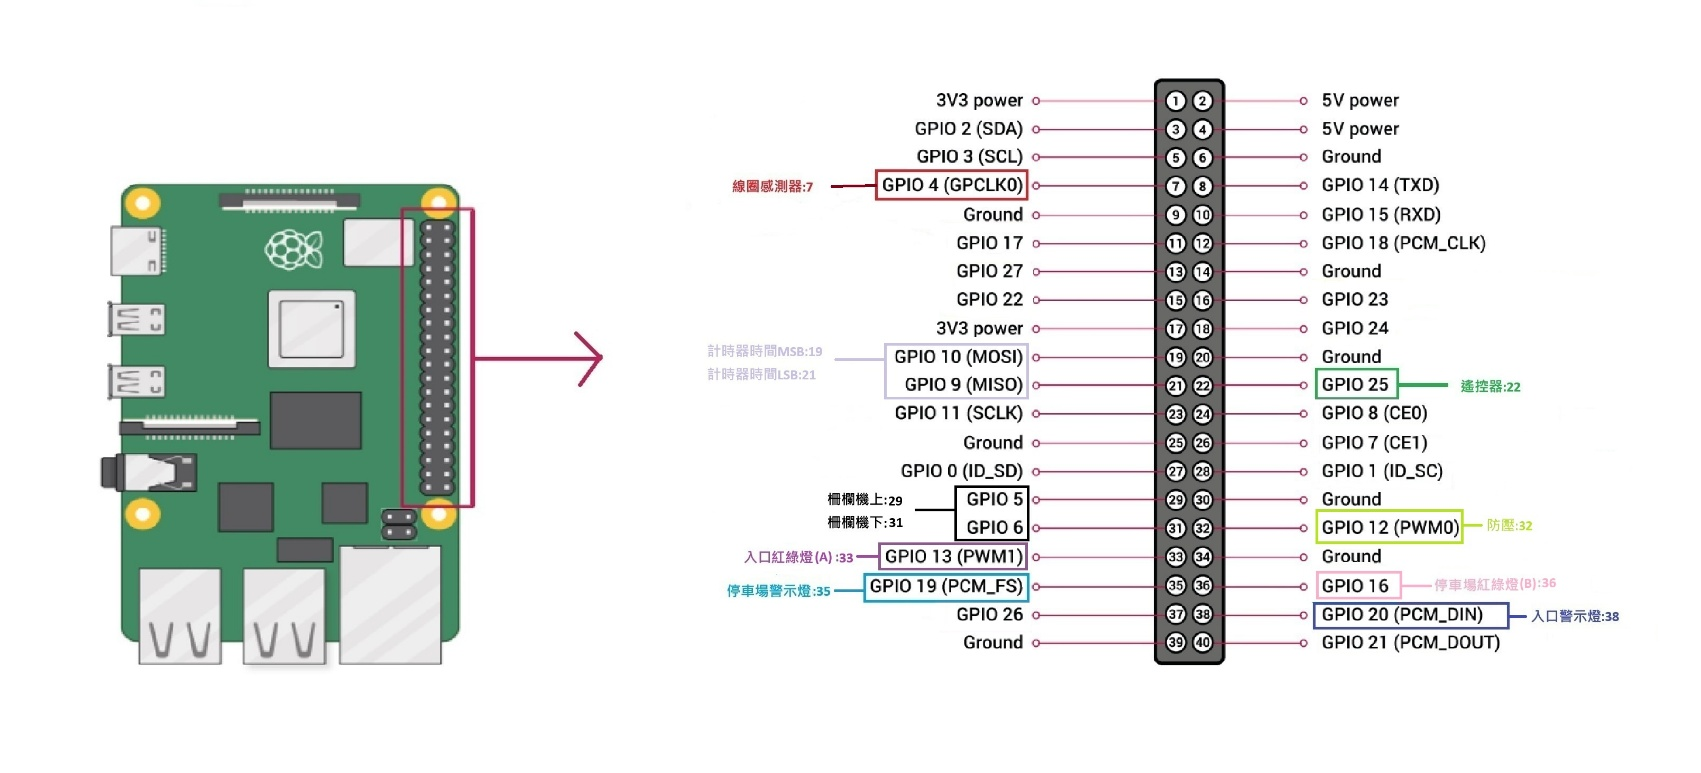 3V3 power 1 2 5V power
GPIO 2 (SDA) 3 4 5V power
GPIO 3 (SCL) 5 6 Ground
線圈感測器:7 GPIO 4 (GPCLK0) 7 8 GPIO 14 (TXD)
Ground 9 10 GPIO 15 (RXD)
GPIO 17 11 12 GPIO 18 (PCM_CLK)
GPIO 27 13 14 Ground
GPIO 22 15 16 GPIO 23
3V3 power 17 18 GPIO 24
計時器時間MSB:19 GPIO 10 (MOSI) 19 20 Ground
計時器時間LSB:21 GPIO 9 (MISO) 21 22 GPIO 25 遙控器:22
GPIO 11 (SCLK) 23 24 GPIO 8 (CE0)
Ground 25 26 GPIO 7 (CE1)
GPIO 0 (ID_SD) 27 28 GPIO 1 (ID_SC)
柵欄機上:29 GPIO 5 29 30 Ground
柵欄機下:31 GPIO 6 31 32 GPIO 12 (PWM0) 防壓:32
入口紅綠燈(A) :33 GPIO 13 (PWM1) 33 34 Ground
停車場警示燈:35 GPIO 19 (PCM_FS) 35 36 GPIO 16 停車場紅綠燈(B):36
GPIO 26 37 38 GPIO 20 (PCM_DIN) 入口警示燈:38
Ground 39 40 GPIO 21 (PCM_DOUT)